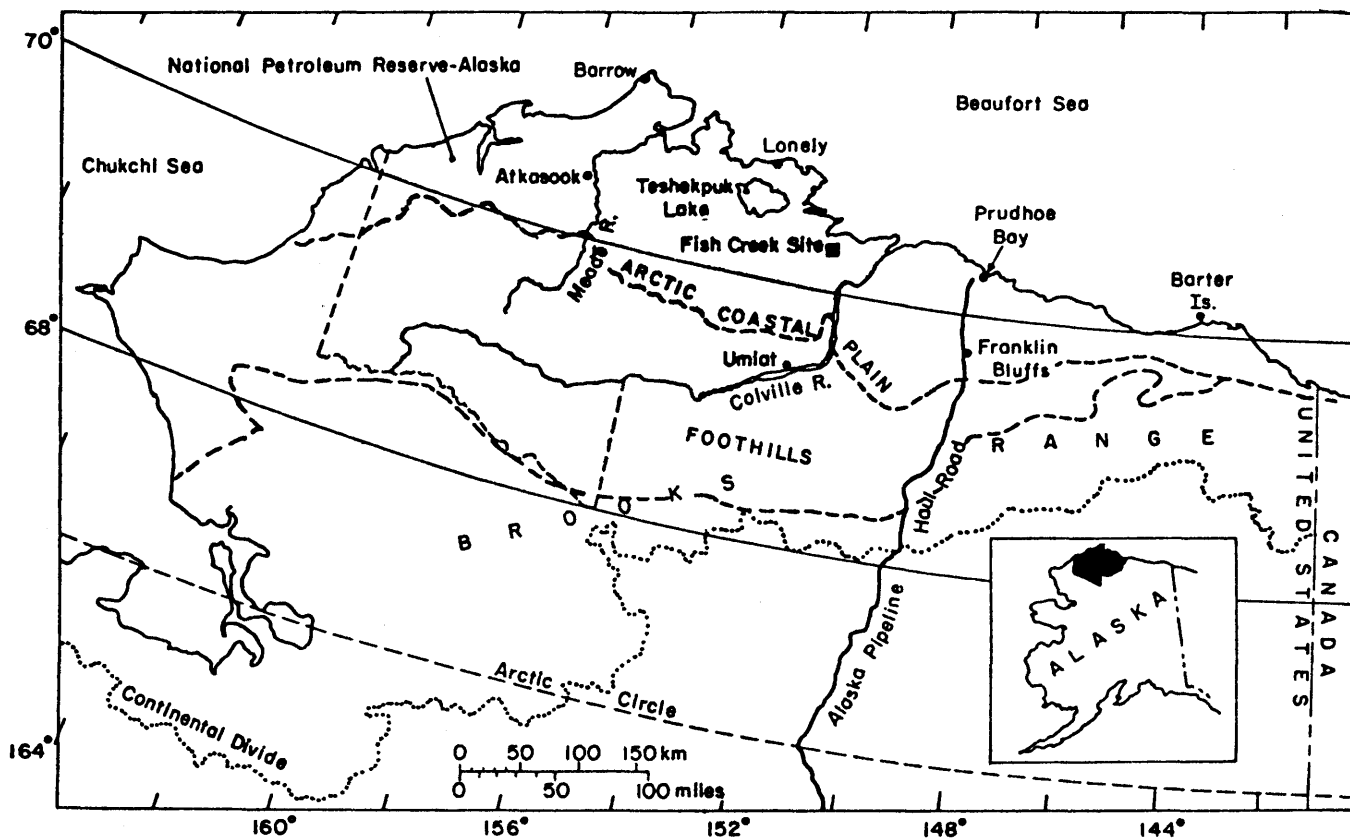 70°
National Petroleum Reserve-Alaska
Barrow
Beaufort Sea
Chukchi Sea
Lonely
Atkasook
Teshekpuk
Lake
Prudhoe
Bay
Meade R.
Fish Creek Site
ARCTIC
COASTAL
PLAIN
Barter
Is.
68°
Umiat
Colville R.
Franklin
Bluffs
FOOTHILLS
BROOKS
RANGE
Haul Road
UNITED STATES
CANADA
ALASKA
Alaska Pipeline
Arctic Circle
Continental Divide
164°
0 50 100 150 km
0 50 100 miles
160°
156°
152°
148°
144°